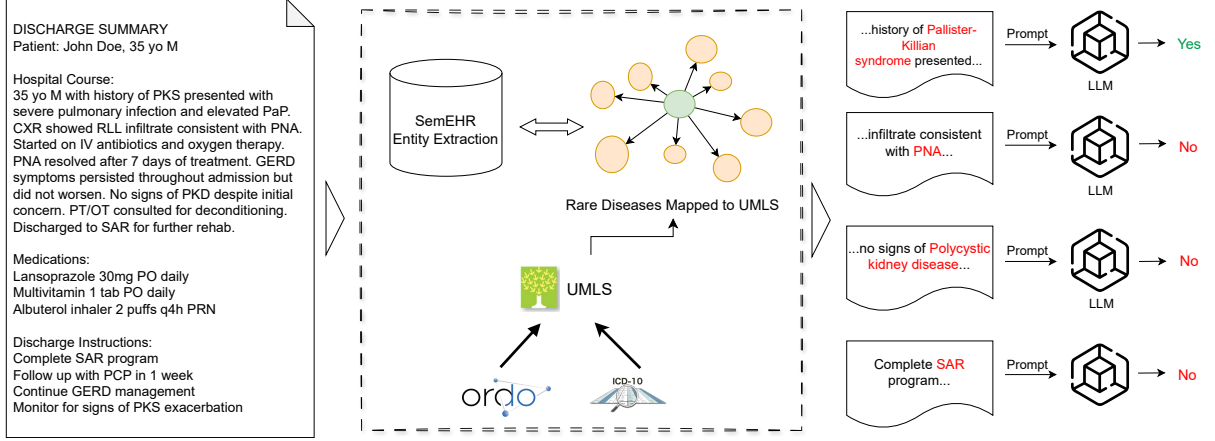 DISCHARGE SUMMARY
Patient: John Doe, 35 yo M
Hospital Course:
35 yo M with history of PKS presented with
severe pulmonary infection and elevated PaP.
CXR showed RLL infiltrate consistent with PNA.
Started on IV antibiotics and oxygen therapy.
PNA resolved after 7 days of treatment. GERD
symptoms persisted throughout admission but
did not worsen. No signs of PKD despite initial
concern. PT/OT consulted for deconditioning.
Discharged to SAR for further rehab.
Medications:
Lansoprazole 30mg PO daily
Multivitamin 1 tab PO daily
Albuterol inhaler 2 puffs q4h PRN
Discharge Instructions:
Complete SAR program
Follow up with PCP in 1 week
Continue GERD management
Monitor for signs of PKS exacerbation
SemEHR
Entity Extraction
Rare Diseases Mapped to UMLS
UMLS
ordo
ICD-10
...history of Pallister-
Killian
syndrome presented...
Prompt
LLM
Yes
...infiltrate consistent
with PNA...
Prompt
LLM
No
...no signs of Polycystic
kidney disease...
Prompt
LLM
No
Complete SAR
program...
Prompt
No